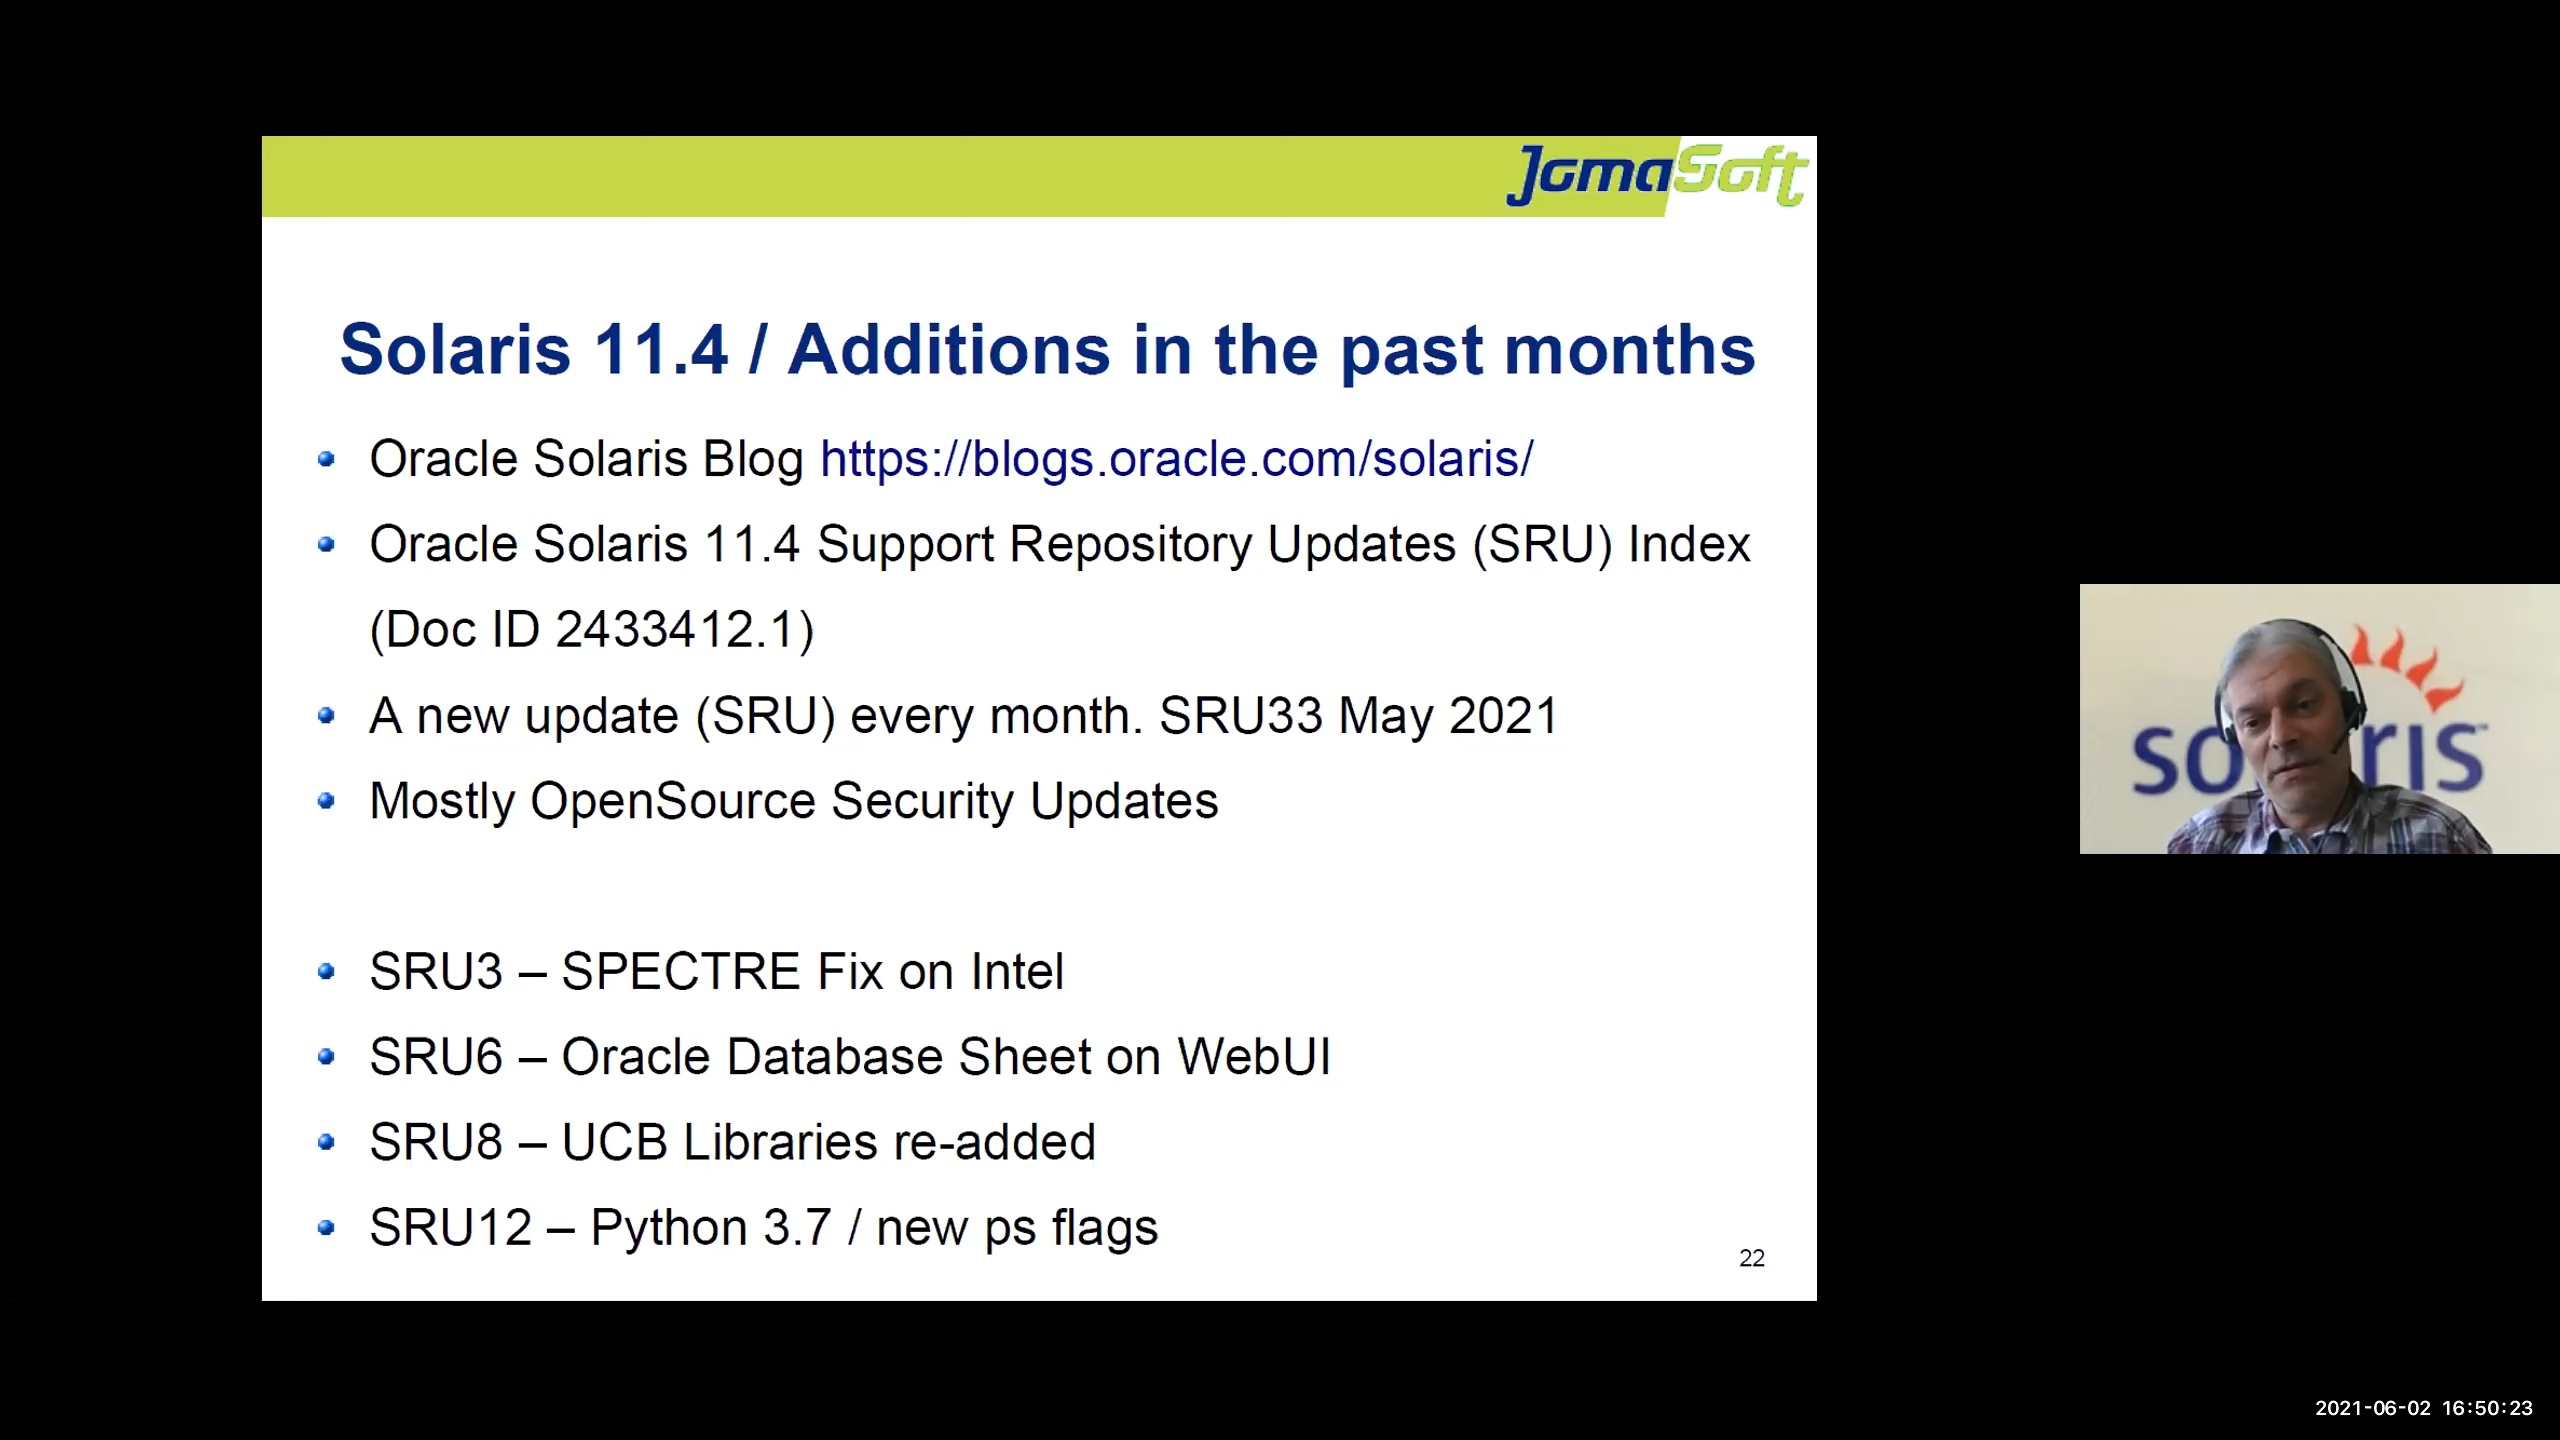 JomaSoft
Solaris 11.4 / Additions in the past months
Oracle Solaris Blog https://blogs.oracle.com/solaris/
Oracle Solaris 11.4 Support Repository Updates (SRU) Index
(Doc ID 2433412.1)
A new update (SRU) every month. SRU33 May 2021
Mostly OpenSource Security Updates
SRU3 – SPECTRE Fix on Intel
SRU6 – Oracle Database Sheet on WebUI
SRU8 – UCB Libraries re-added
SRU12 – Python 3.7 / new ps flags
22
2021-06-02 16:50:23